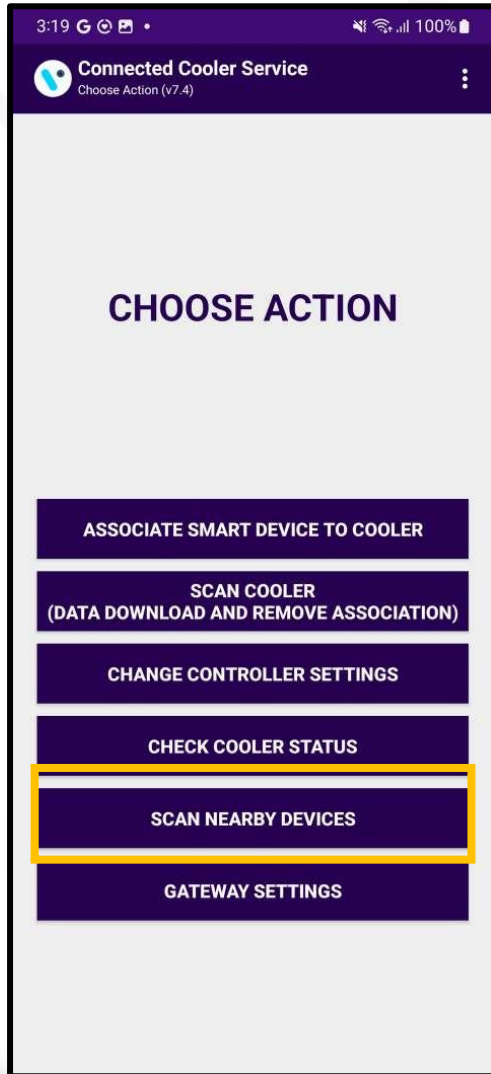 3:19 G 100%
Connected Cooler Service
Choose Action (v7.4)
CHOOSE ACTION
ASSOCIATE SMART DEVICE TO COOLER
SCAN COOLER
(DATA DOWNLOAD AND REMOVE ASSOCIATION)
CHANGE CONTROLLER SETTINGS
CHECK COOLER STATUS
SCAN NEARBY DEVICES
GATEWAY SETTINGS